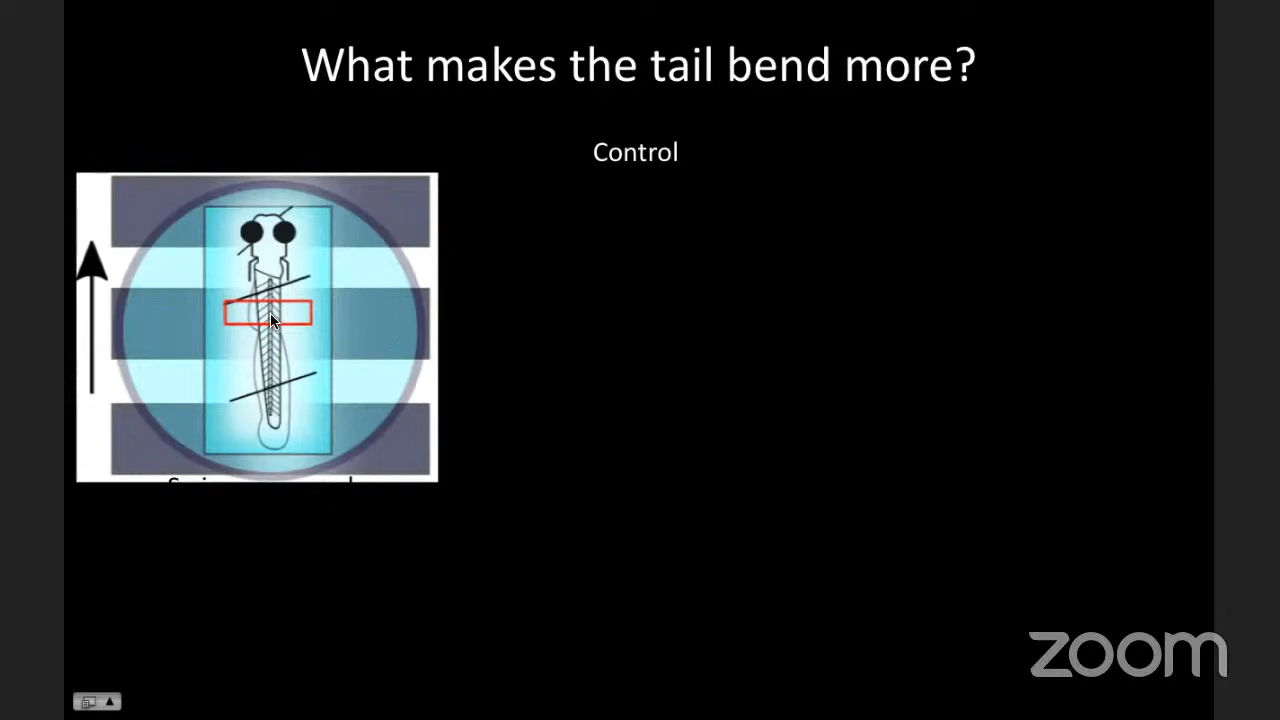 What makes the tail bend more?
Control
zoom